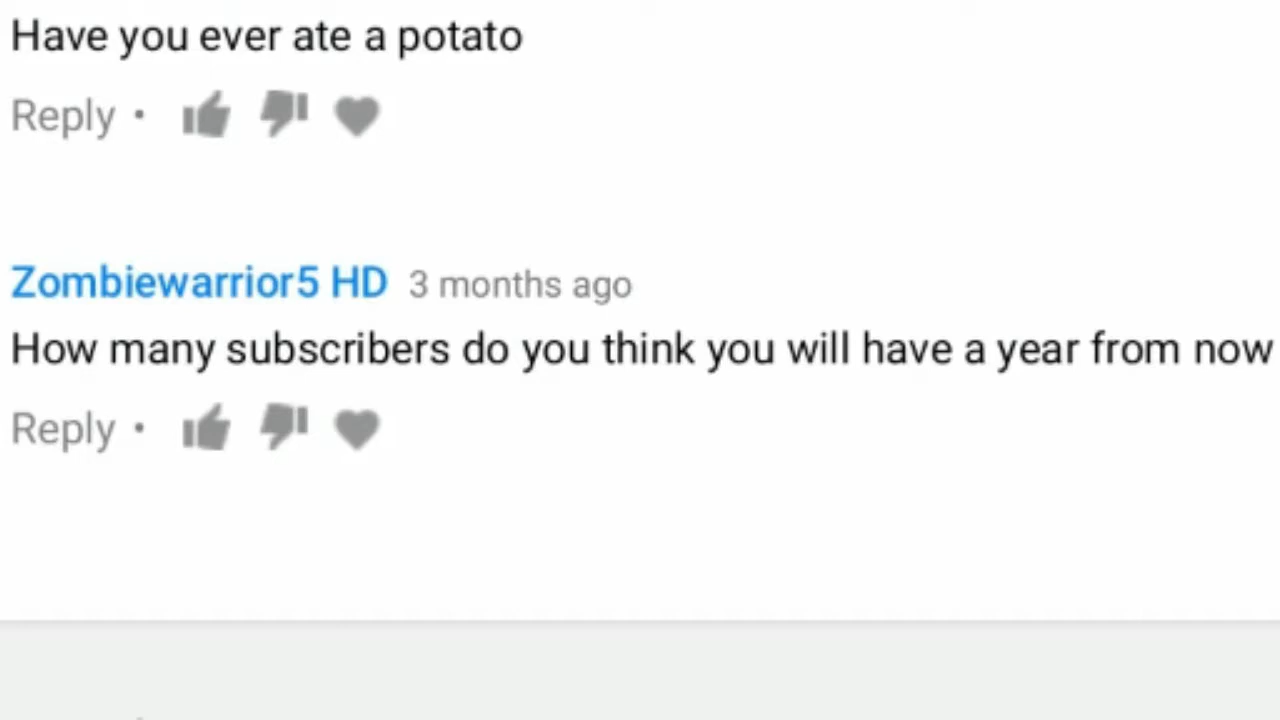 Have you ever ate a potato
Reply •
Zombiewarrior5 HD 3 months ago
How many subscribers do you think you will have a year from now
Reply •